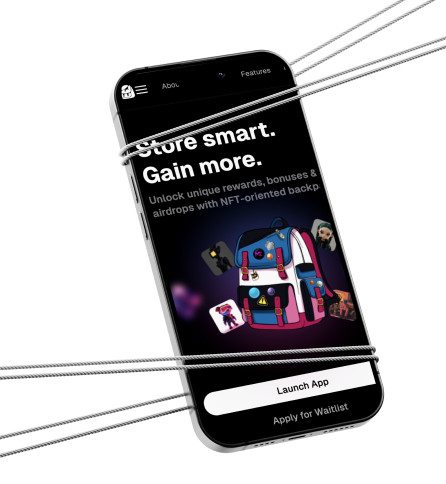 Features
Store smart.
Gain more.
Unlock unique rewards, bonuses &
airdrops with NFT-oriented backp
Launch App
Apply for Waitlist